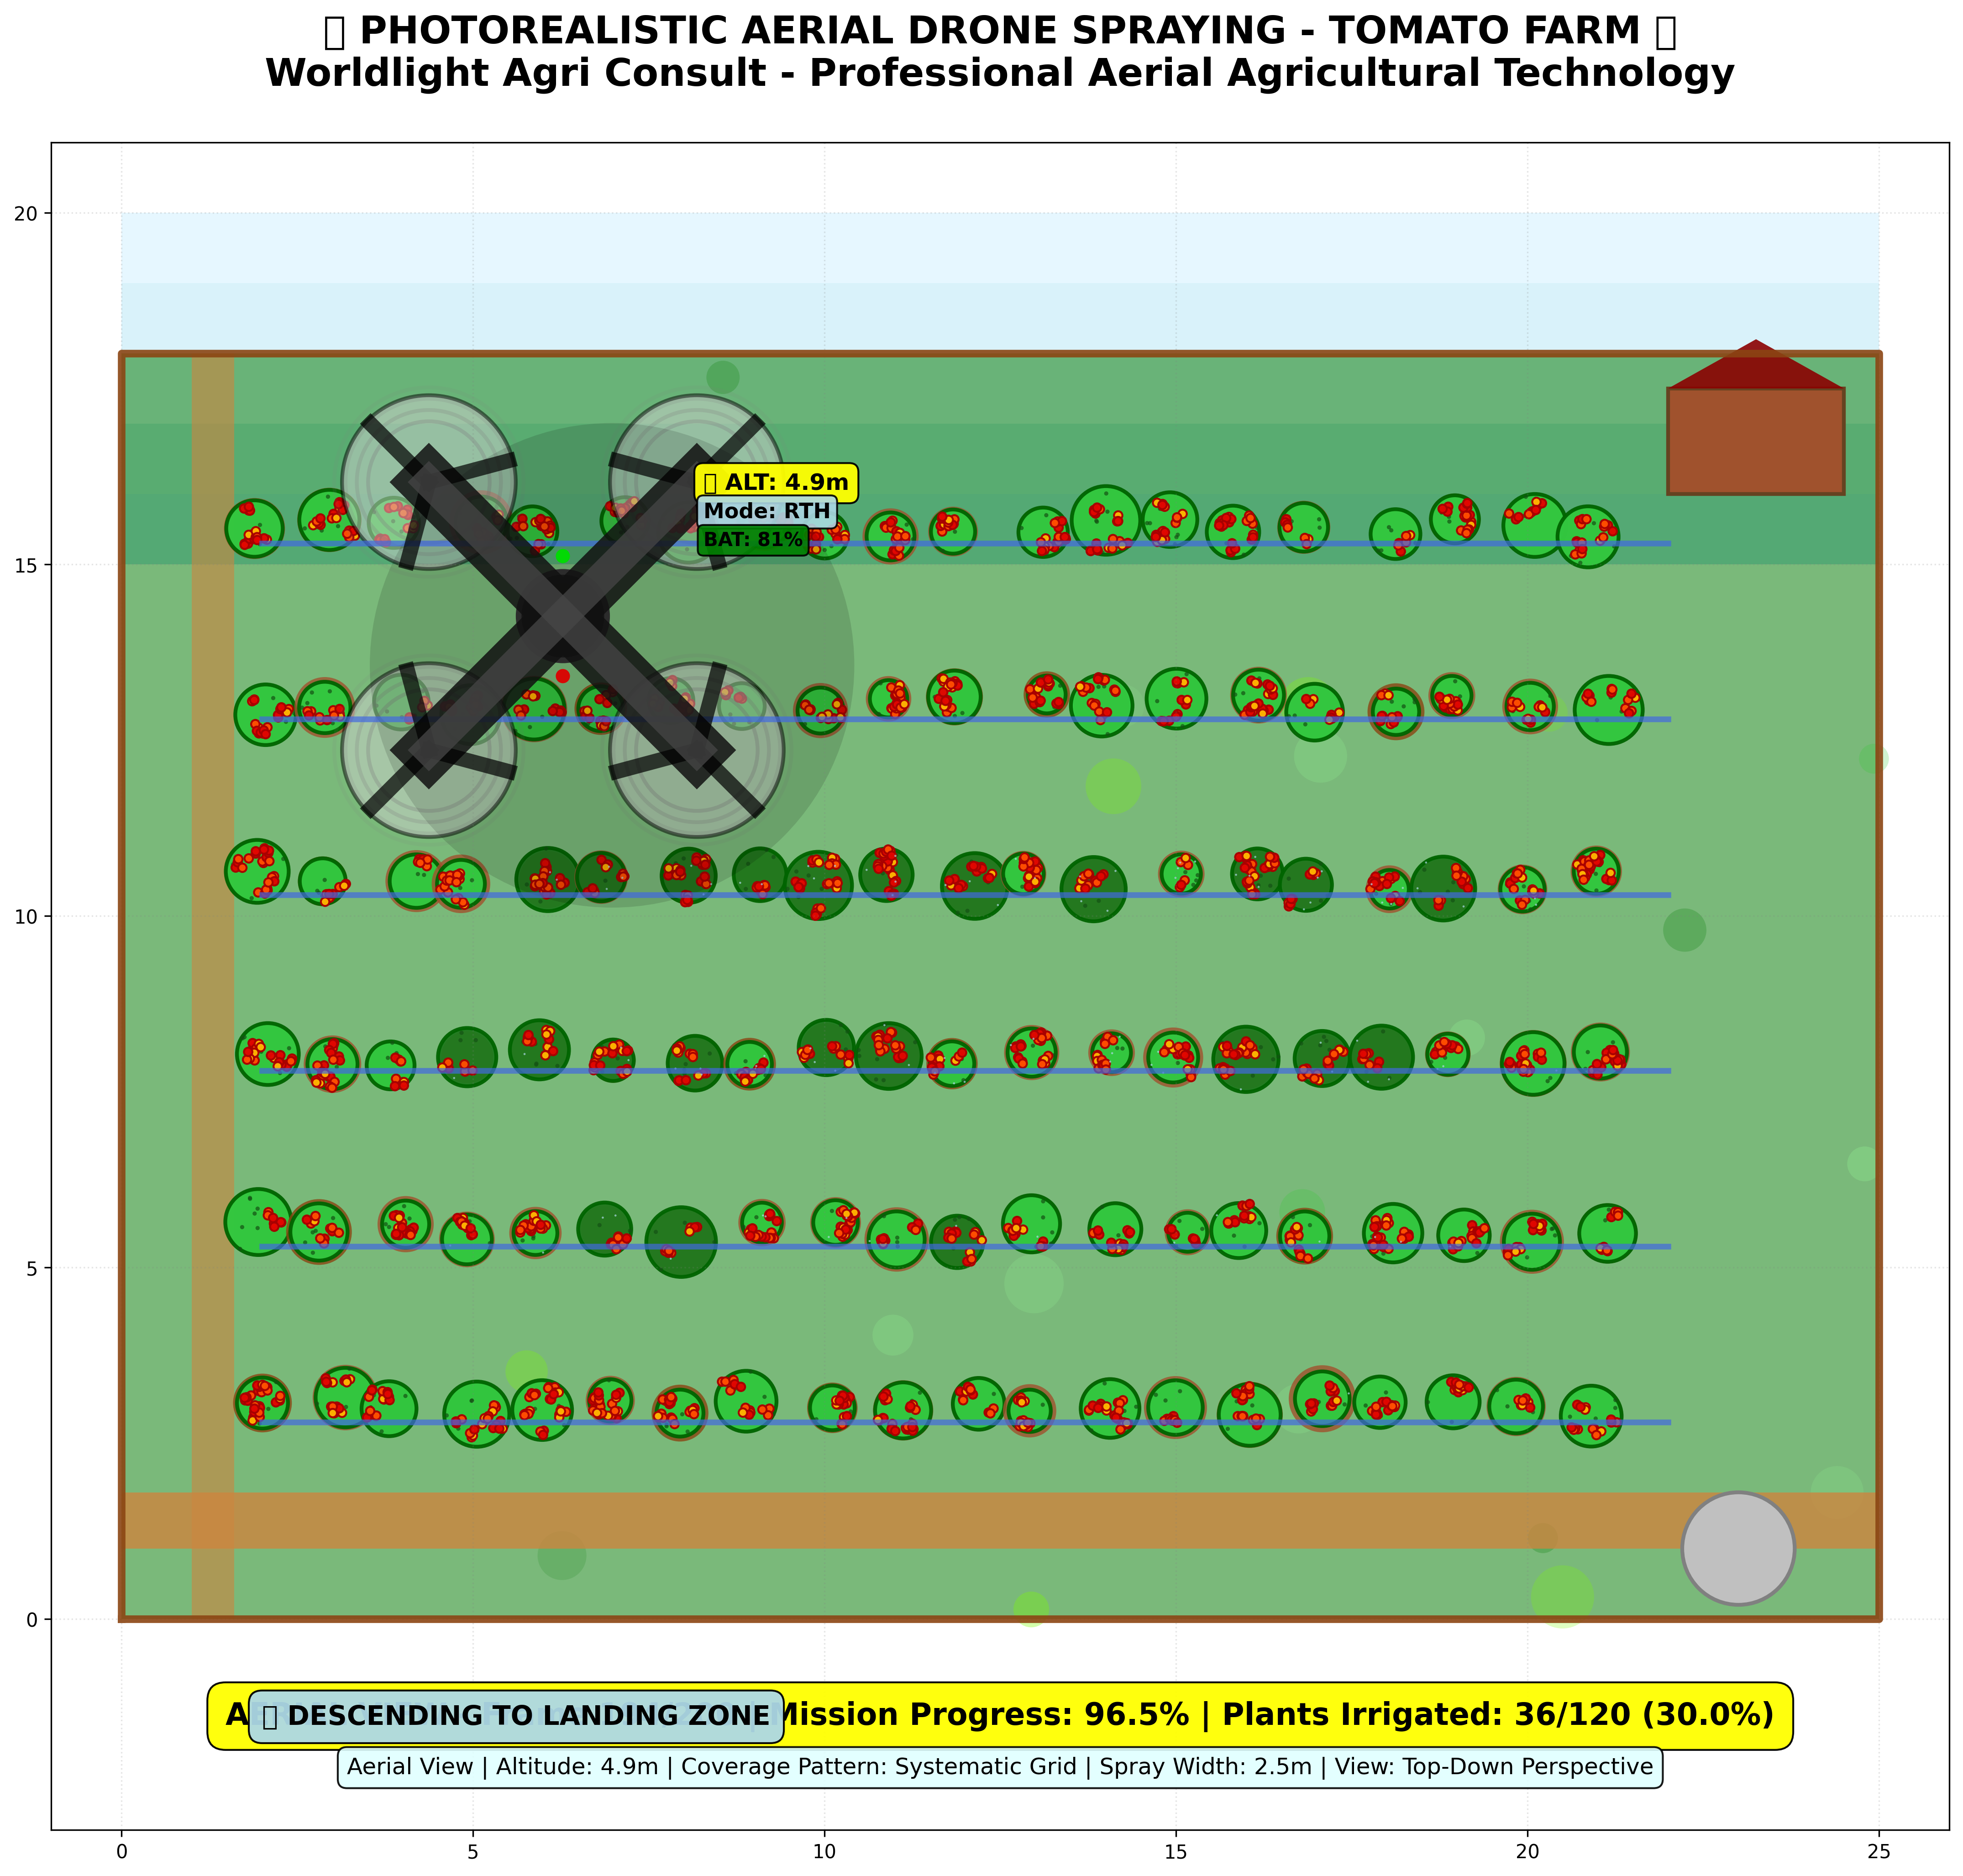 PHOTOREALISTIC AERIAL DRONE SPRAYING - TOMATO FARM
Worldlight Agri Consult - Professional Aerial Agricultural Technology
20
15
10
5
0
ALT: 4.9m
Mode: RTH
BAT: 81%
DESCENDING TO LANDING ZONE
Mission Progress: 96.5% | Plants Irrigated: 36/120 (30.0%)
Aerial View | Altitude: 4.9m | Coverage Pattern: Systematic Grid | Spray Width: 2.5m | View: Top-Down Perspective
0 5 10 15 20 25